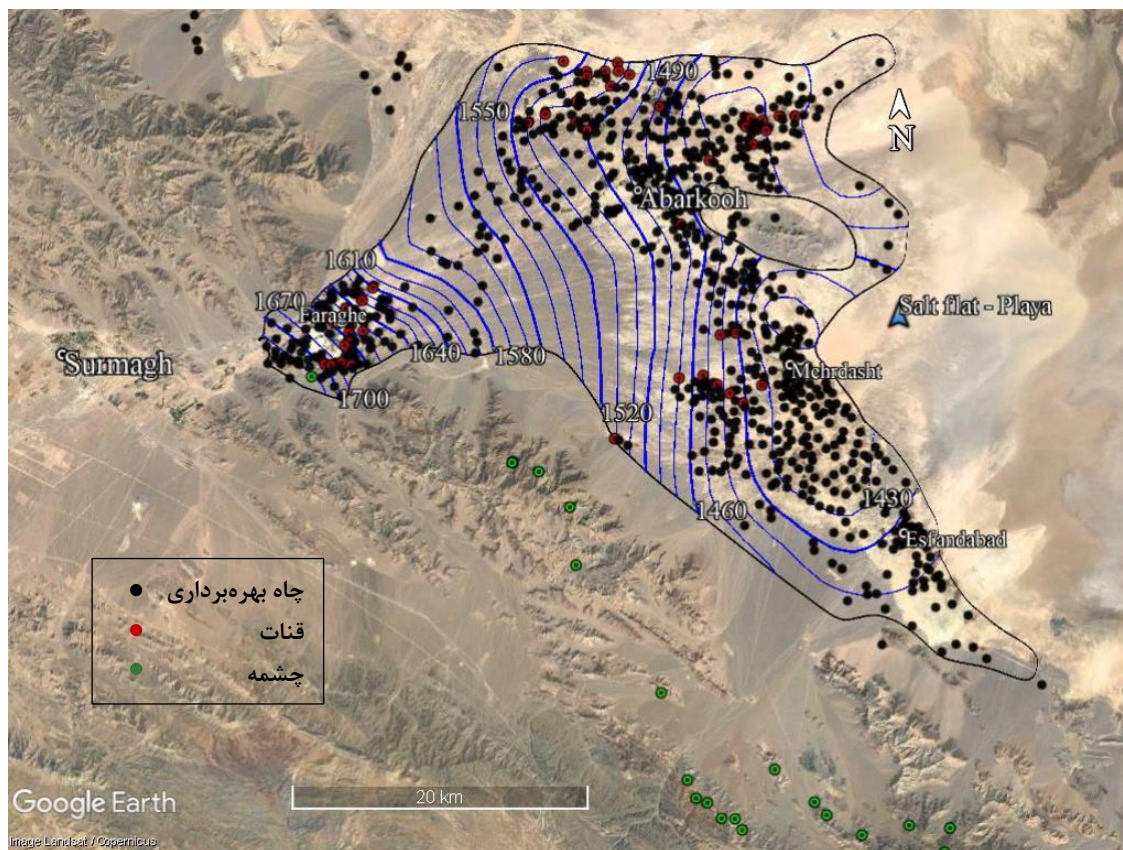 1490
1550
N
Abarkooh
1610
1670
Faraghe
Salt flat - Playa
Surmagh
1640
1580
Mehrdasht
1700
1520
1430
1460
Esfandabad
چاه بهره‌برداری
قنات
چشمه
20 km
Google Earth
Image Landsat / Copernicus